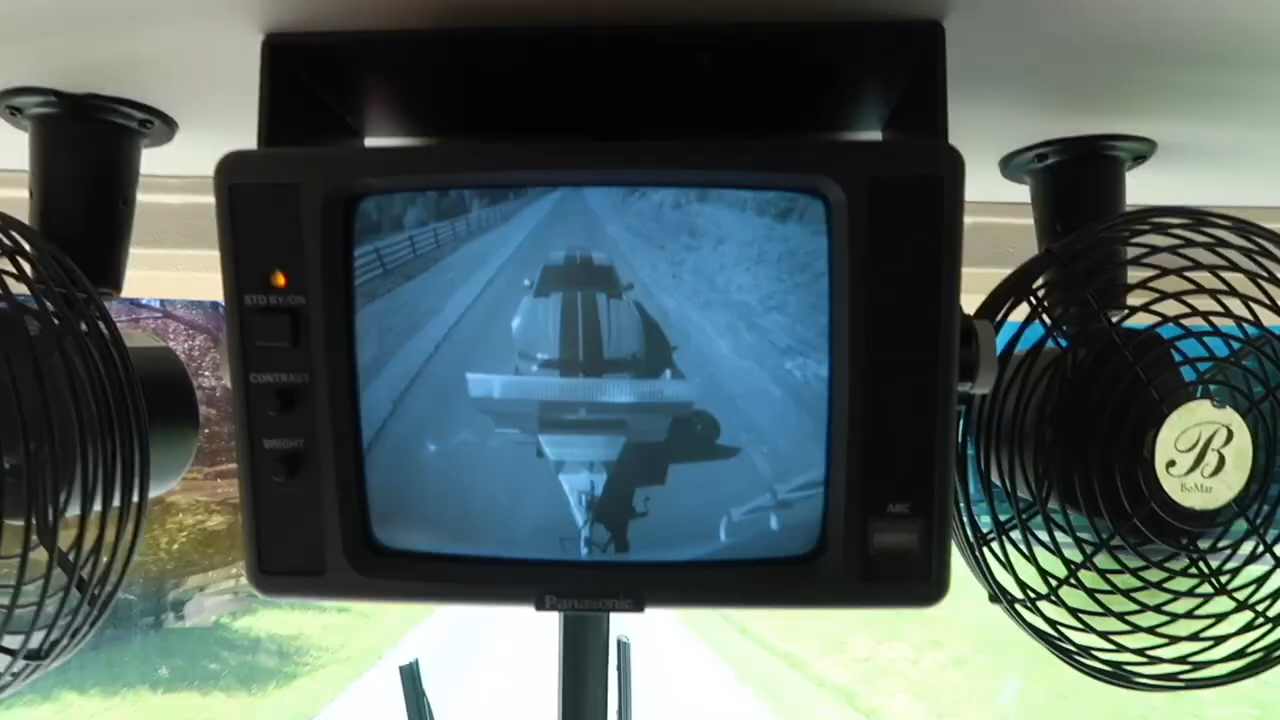 STD BY/ON
CONTRAST
BRIGHT
ABC
Panasonic
B
BoMar